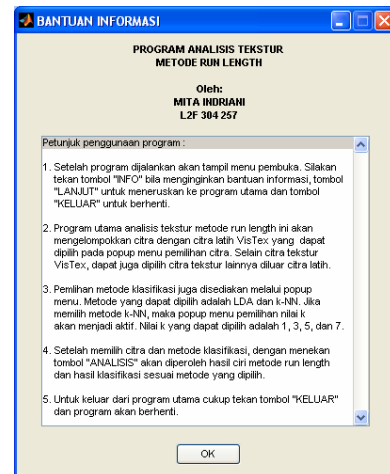 BANTUAN INFORMASI
PROGRAM ANALISIS TEKSTUR
METODE RUN LENGTH
Oleh:
MITA INDRIANI
L2F 304 257
Petunjuk penggunaan program :
1. Setelah program dijalankan akan tampil menu pembuka. Silakan
tekan tombol "INFO" bila menginginkan bantuan informasi, tombol
"LANJUT" untuk meneruskan ke program utama dan tombol
"KELUAR" untuk berhenti.
2. Program utama analisis tekstur metode run length ini akan
mengelompokkan citra dengan citra latih VisTex yang dapat
dipilih pada popup menu pemilihan citra. Selain citra tekstur
VisTex, dapat juga dipilih citra tekstur lainnya diluar citra latih.
3. Pemlihan metode klasifikasi juga disediakan melalui popup
menu. Metode yang dapat dipilih adalah LDA dan k-NN. Jika
memilih metode k-NN, maka popup menu pemilihan nilai k
akan menjadi aktif. Nilai k yang dapat dipilih adalah 1, 3, 5, dan 7.
4. Setelah memilih citra dan metode klasifikasi, dengan menekan
tombol "ANALISIS" akan diperoleh hasil ciri metode run length
dan hasil klasifikasi sesuai metode yang dipilih.
5. Untuk keluar dari program utama cukup tekan tombol "KELUAR"
dan program akan berhenti.
OK